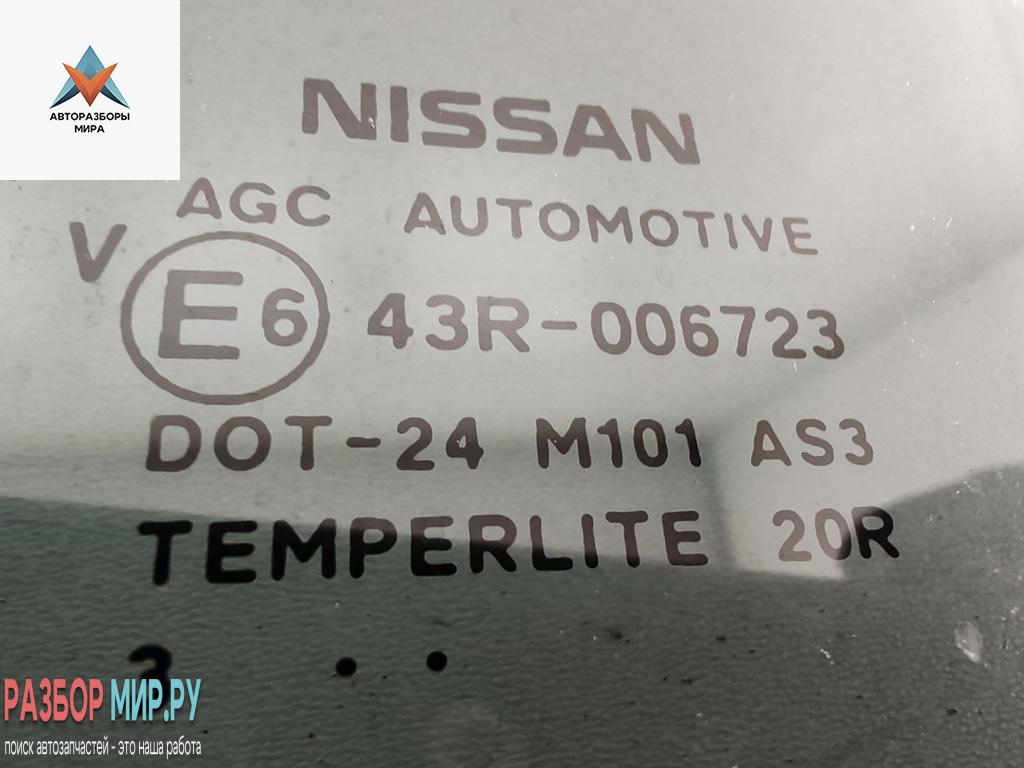 АВТОРАЗБОРЫ
МИРА
NISSAN
AGC AUTOMOTIVE
V
E6 43R-006723
DOT-24 M101 AS3
TEMPERLITE 20R
3 . .
РАЗБОР МИР.РУ
поиск автозапчастей - это наша работа